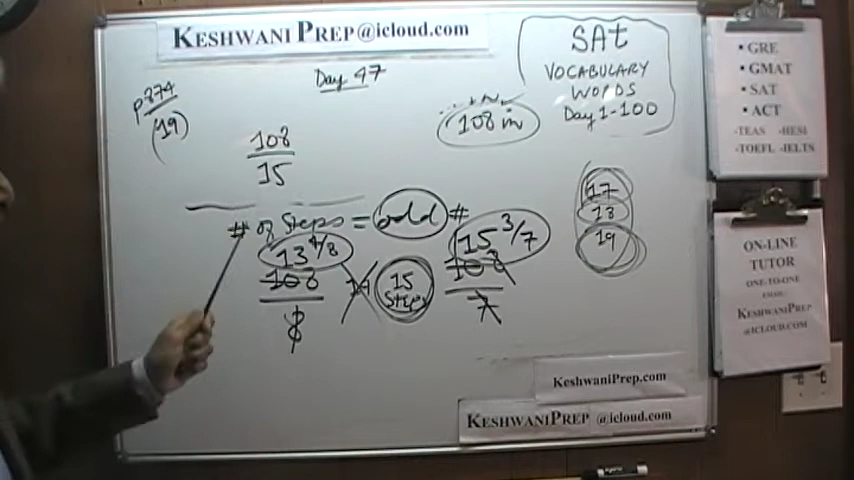 KESHWANI PREP@icloud.com
Day 47
p874
(19)
108
15
108 in
SAt
VOCABULARY
WORDS
Day 1-100
# of Steps = odd #
13 4/8
108
8
14
15
Steps
15 3/7
108
7
17
18
19
• GRE
• GMAT
• SAT
• ACT
-TEAS -HESI
-TOEFL -IELTS
ON-LINE
TUTOR
ONE-TO-ONE
KESHWANIPREP
@ICLOUD.COM
KeshwaniPrep.com
KESHWANIPREP @icloud.com